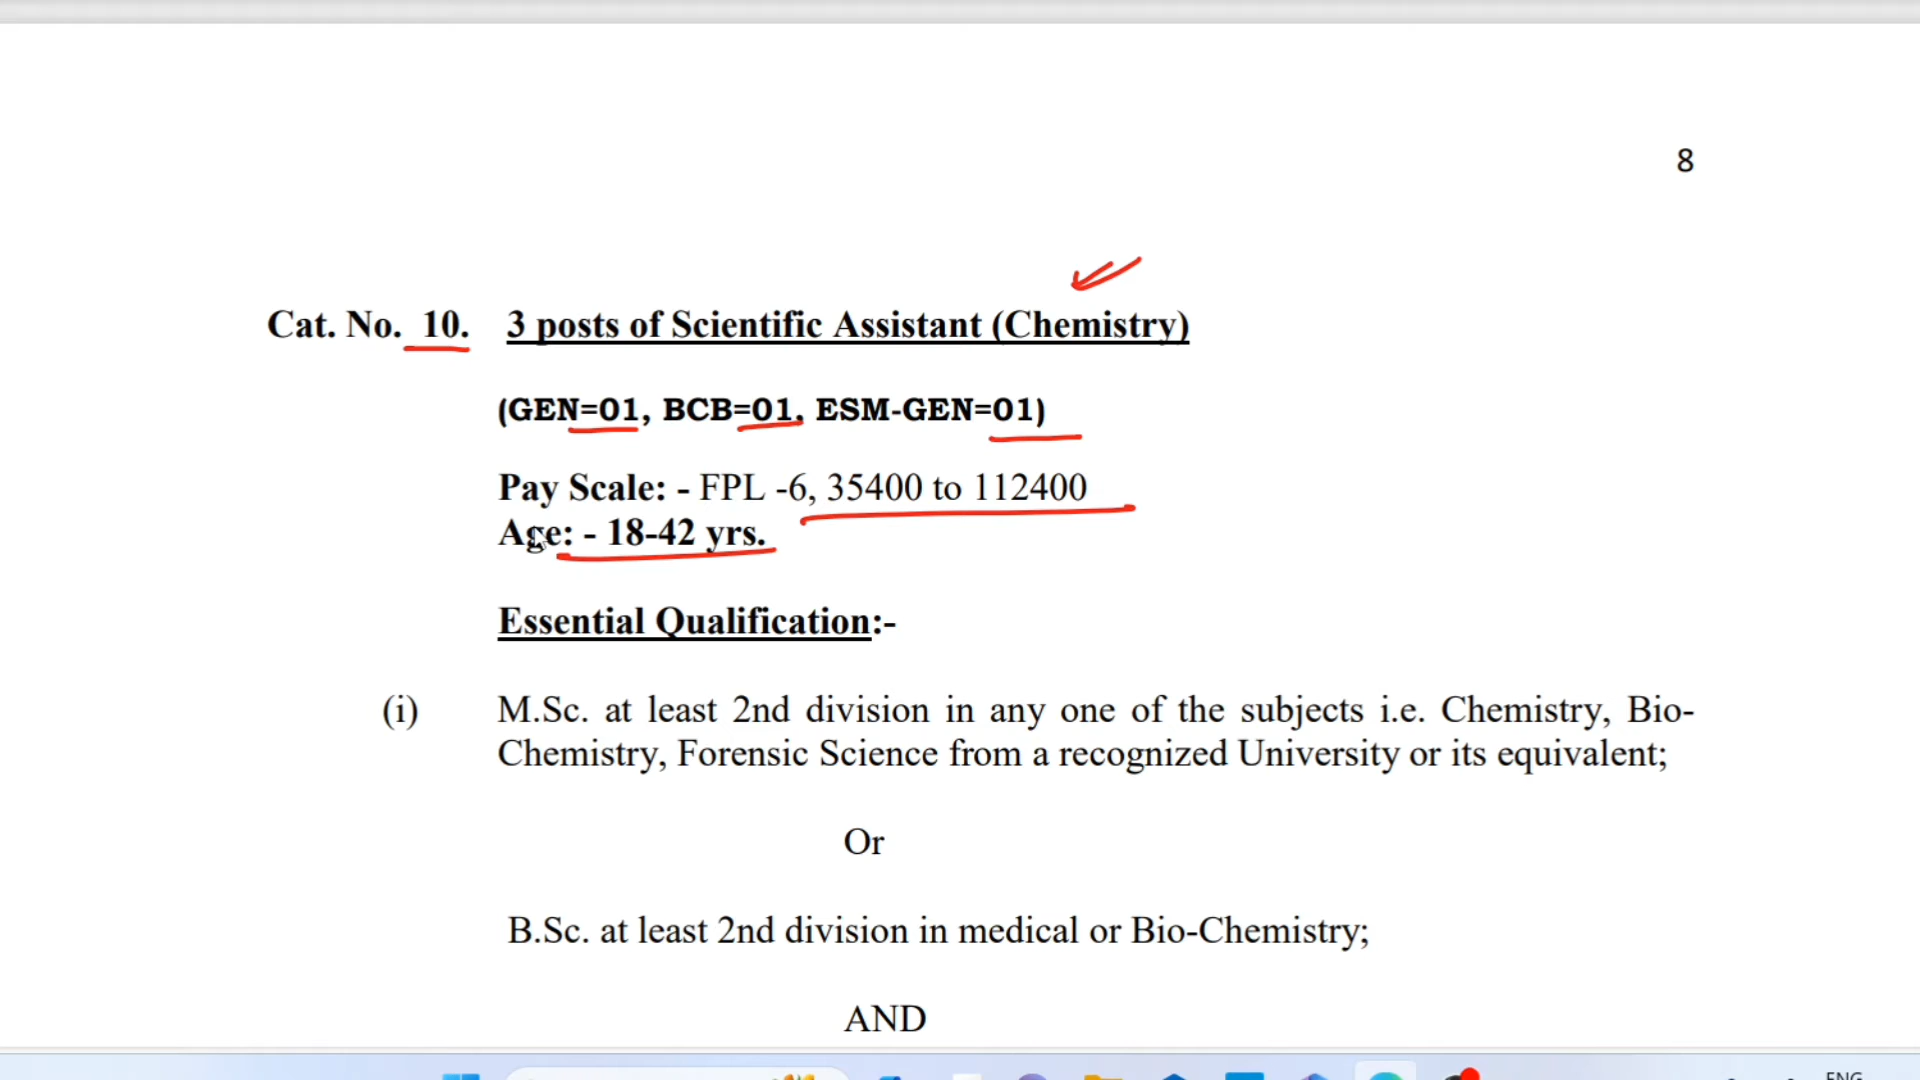 8
Cat. No. 10. 3 posts of Scientific Assistant (Chemistry)
(GEN=01, BCB=01, ESM-GEN=01)
Pay Scale: - FPL -6, 35400 to 112400
Age: - 18-42 yrs.
Essential Qualification:-
(i) M.Sc. at least 2nd division in any one of the subjects i.e. Chemistry, Bio-
Chemistry, Forensic Science from a recognized University or its equivalent;
Or
B.Sc. at least 2nd division in medical or Bio-Chemistry;
AND
ENG